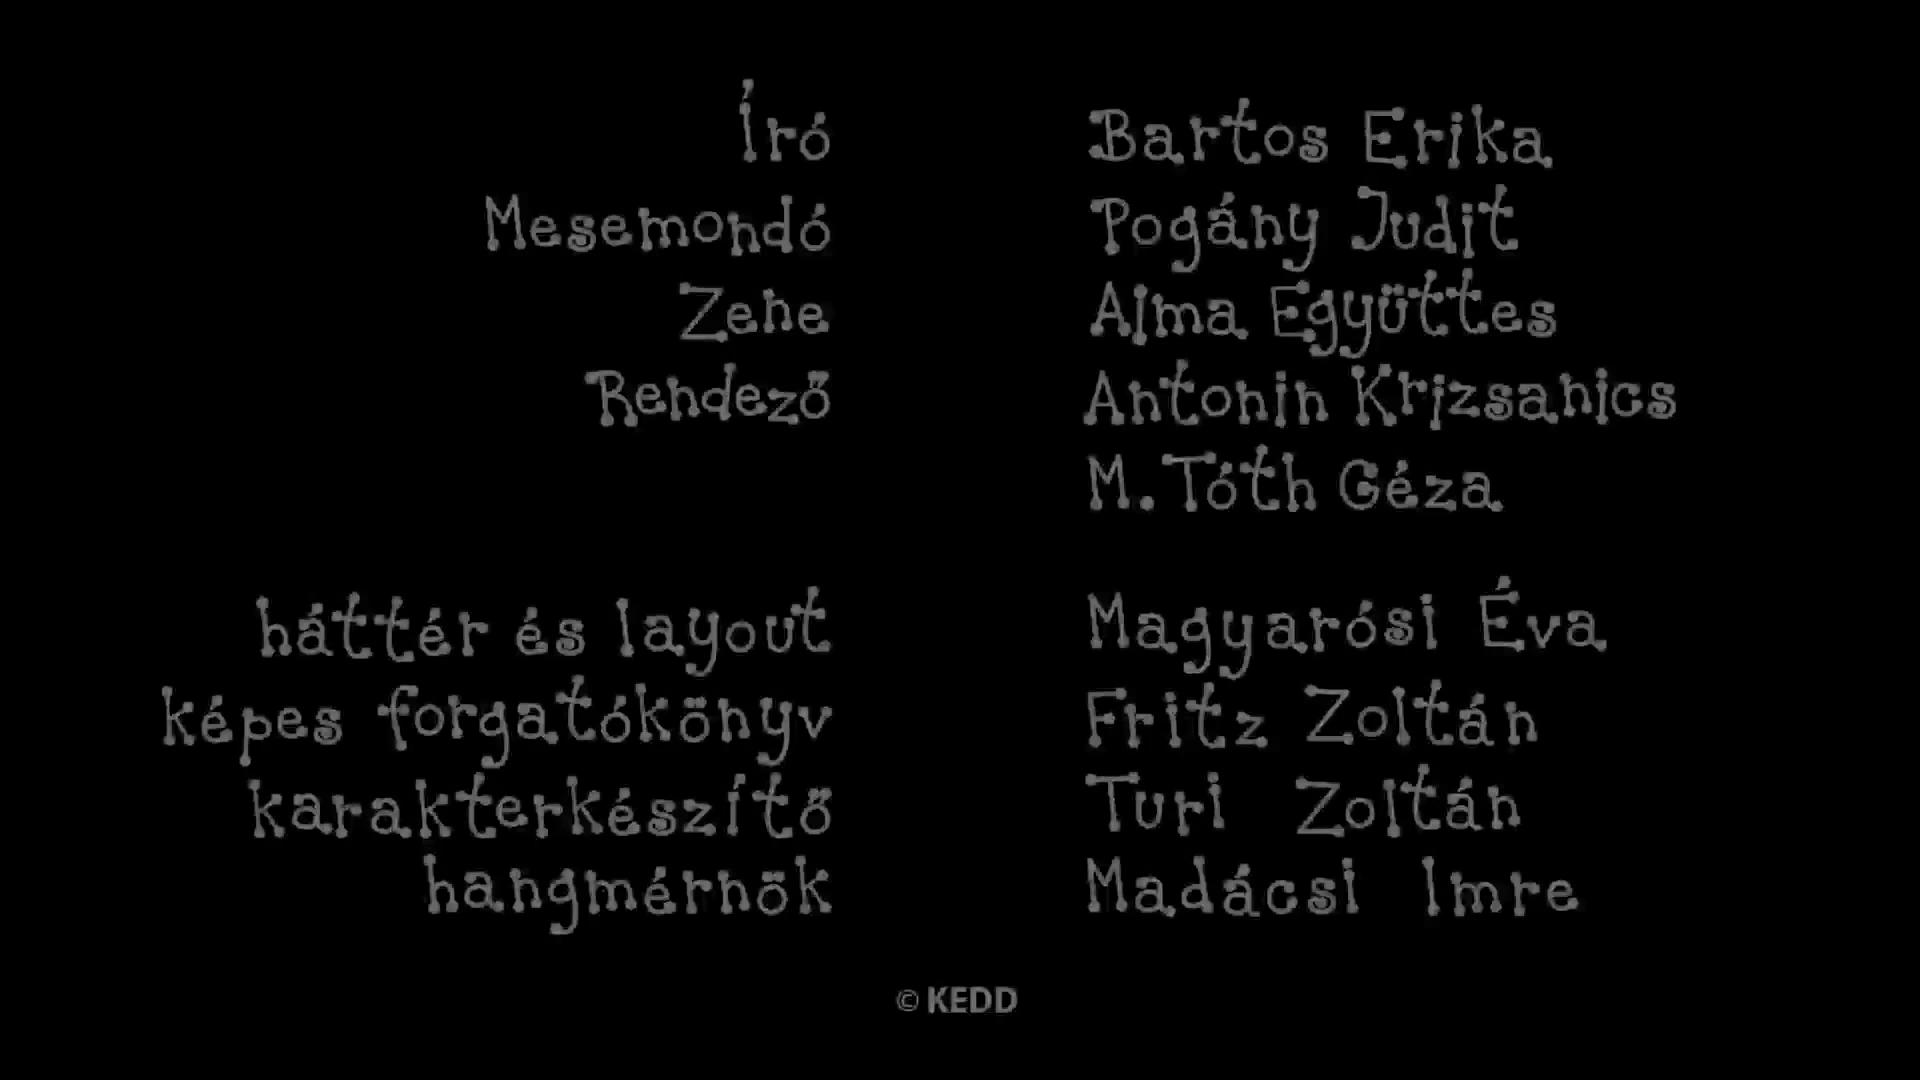 Író Bartos Erika
Mesemondó Pogány Judit
Zene Alma Együttes
Rendező Antonin Krizsanics
M. Tóth Géza
háttér és layout Magyarósi Éva
képes forgatókönyv Fritz Zoltán
karakterkészítő Turi Zoltán
hangmérnök Madácsi Imre
© KEDD